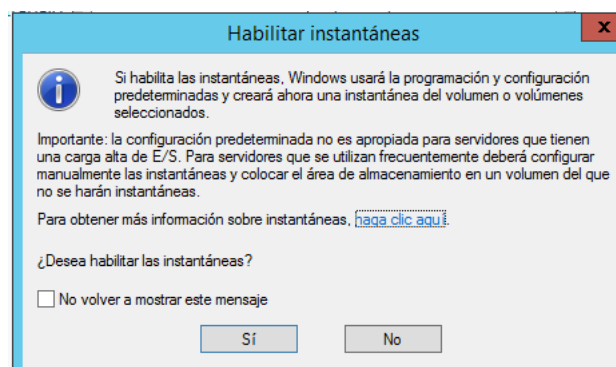 Habilitar instantáneas
x
Si habilita las instantáneas, Windows usará la programación y configuración
predeterminadas y creará ahora una instantánea del volumen o volúmenes
seleccionados.
Importante: la configuración predeterminada no es apropiada para servidores que tienen
una carga alta de E/S. Para servidores que se utilizan frecuentemente deberá configurar
manualmente las instantáneas y colocar el área de almacenamiento en un volumen del que
no se harán instantáneas.
Para obtener más información sobre instantáneas, haga clic aquí.
¿Desea habilitar las instantáneas?
No volver a mostrar este mensaje
Sí No